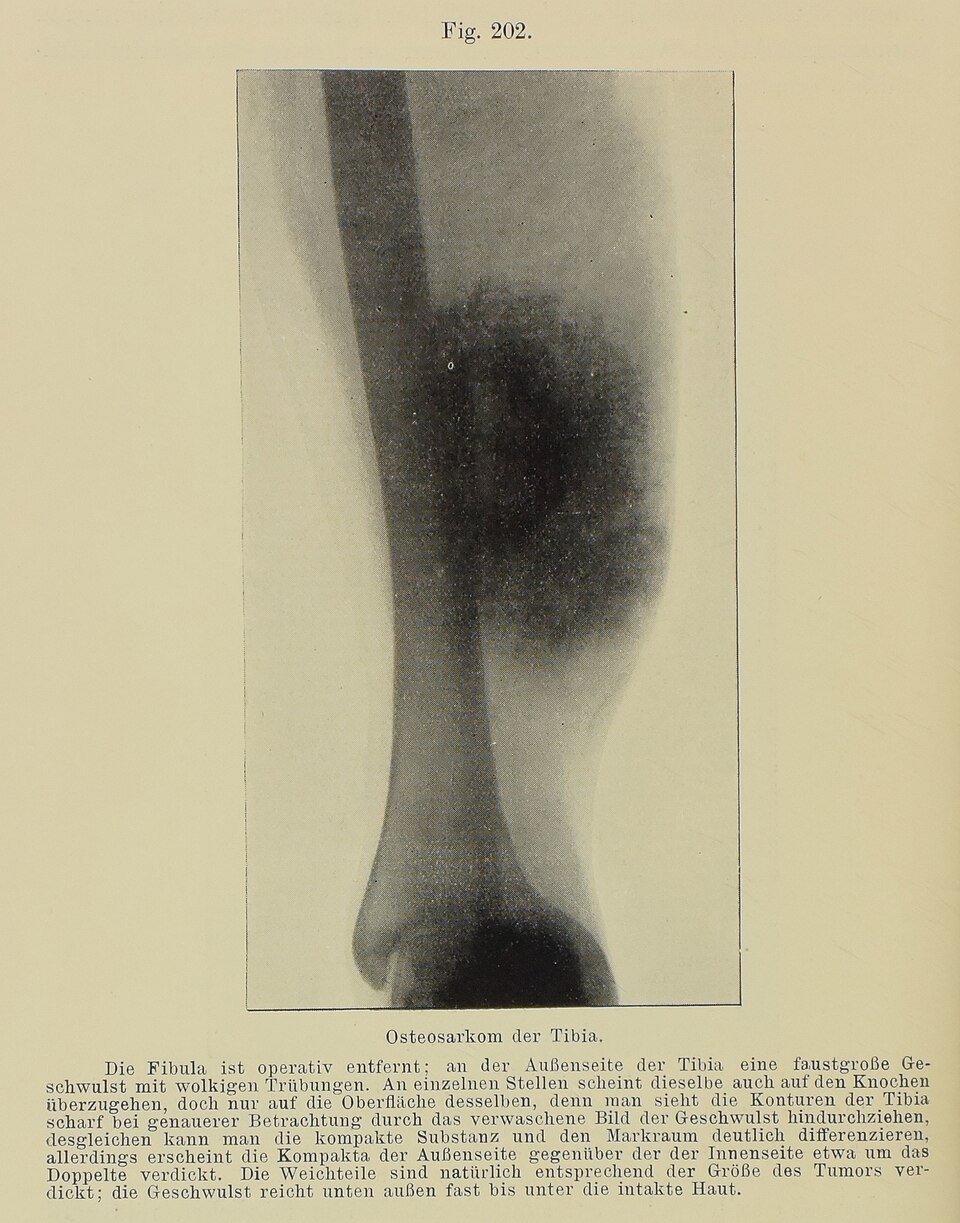 Fig. 202.
Osteosarkom der Tibia.
Die Fibula ist operativ entfernt; an der Außenseite der Tibia eine faustgroße Ge-
schwulst mit wolkigen Trübungen. An einzelnen Stellen scheint dieselbe auch auf den Knochen
überzugehen, doch nur auf die Oberfläche desselben, denn man sieht die Konturen der Tibia
scharf bei genauerer Betrachtung durch das verwaschene Bild der Geschwulst hindurchziehen,
desgleichen kann man die kompakte Substanz und den Markraum deutlich differenzieren,
allerdings erscheint die Kompakta der Außenseite gegenüber der der Innenseite etwa um das
Doppelte verdickt. Die Weichteile sind natürlich entsprechend der Größe des Tumors ver-
dickt; die Geschwulst reicht unten außen fast bis unter die intakte Haut.